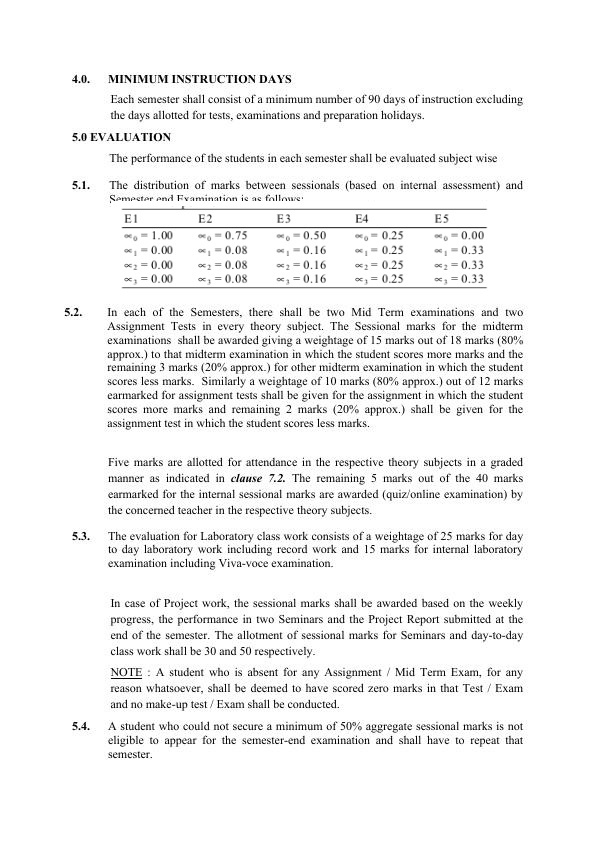 4.0. MINIMUM INSTRUCTION DAYS
Each semester shall consist of a minimum number of 90 days of instruction excluding
the days allotted for tests, examinations and preparation holidays.
5.0 EVALUATION
The performance of the students in each semester shall be evaluated subject wise
5.1. The distribution of marks between sessionals (based on internal assessment) and
Semester end Examination is as follows:
E1 E2 E3 E4 E5
∝₀ = 1.00 ∝₀ = 0.75 ∝₀ = 0.50 ∝₀ = 0.25 ∝₀ = 0.00
∝₁ = 0.00 ∝₁ = 0.08 ∝₁ = 0.16 ∝₁ = 0.25 ∝₁ = 0.33
∝₂ = 0.00 ∝₂ = 0.08 ∝₂ = 0.16 ∝₂ = 0.25 ∝₂ = 0.33
∝₃ = 0.00 ∝₃ = 0.08 ∝₃ = 0.16 ∝₃ = 0.25 ∝₃ = 0.33
5.2. In each of the Semesters, there shall be two Mid Term examinations and two
Assignment Tests in every theory subject. The Sessional marks for the midterm
examinations shall be awarded giving a weightage of 15 marks out of 18 marks (80%
approx.) to that midterm examination in which the student scores more marks and the
remaining 3 marks (20% approx.) for other midterm examination in which the student
scores less marks. Similarly a weightage of 10 marks (80% approx.) out of 12 marks
earmarked for assignment tests shall be given for the assignment in which the student
scores more marks and remaining 2 marks (20% approx.) shall be given for the
assignment test in which the student scores less marks.
Five marks are allotted for attendance in the respective theory subjects in a graded
manner as indicated in clause 7.2. The remaining 5 marks out of the 40 marks
earmarked for the internal sessional marks are awarded (quiz/online examination) by
the concerned teacher in the respective theory subjects.
5.3. The evaluation for Laboratory class work consists of a weightage of 25 marks for day
to day laboratory work including record work and 15 marks for internal laboratory
examination including Viva-voce examination.
In case of Project work, the sessional marks shall be awarded based on the weekly
progress, the performance in two Seminars and the Project Report submitted at the
end of the semester. The allotment of sessional marks for Seminars and day-to-day
class work shall be 30 and 50 respectively.
NOTE : A student who is absent for any Assignment / Mid Term Exam, for any
reason whatsoever, shall be deemed to have scored zero marks in that Test / Exam
and no make-up test / Exam shall be conducted.
5.4. A student who could not secure a minimum of 50% aggregate sessional marks is not
eligible to appear for the semester-end examination and shall have to repeat that
semester.